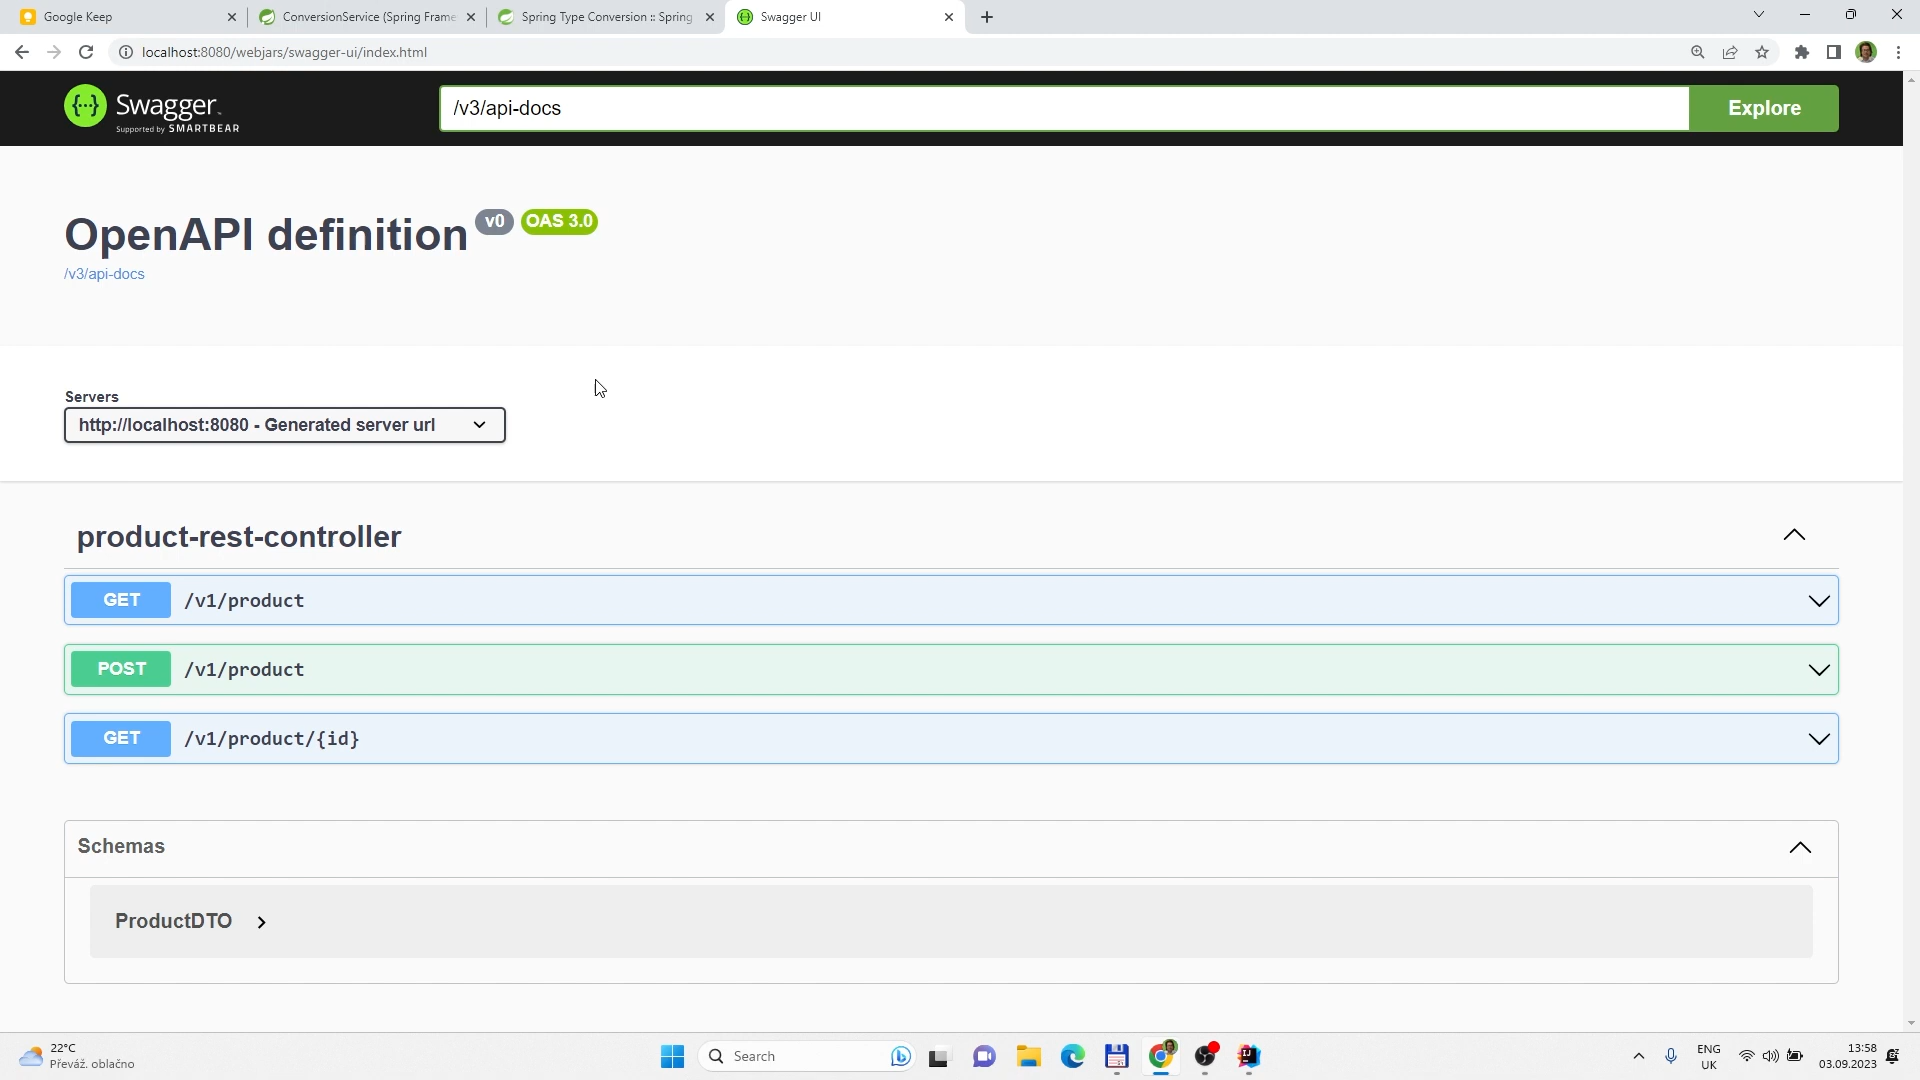 Google Keep
ConversionService (Spring Frame
Spring Type Conversion :: Spring
Swagger UI
localhost:8080/webjars/swagger-ui/index.html
Swagger
Supported by SMARTBEAR
/v3/api-docs
Explore
OpenAPI definition v0 OAS 3.0
/v3/api-docs
Servers
http://localhost:8080 - Generated server url
product-rest-controller
GET /v1/product
POST /v1/product
GET /v1/product/{id}
Schemas
ProductDTO
22°C
Převáž. oblačno
Search
ENG
UK
13:58
03.09.2023